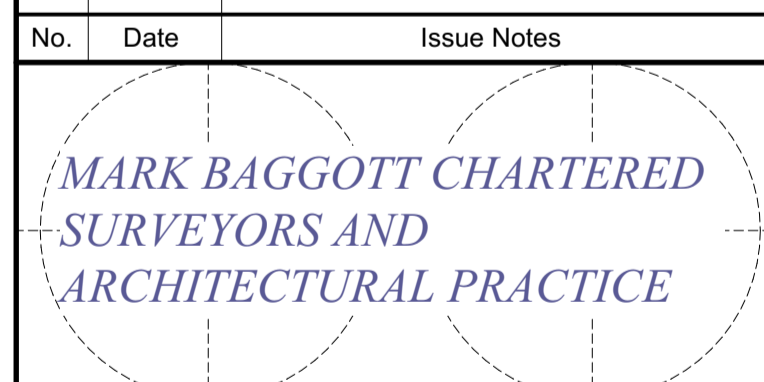 No. Date Issue Notes
MARK BAGGOTT CHARTERED
SURVEYORS AND
ARCHITECTURAL PRACTICE